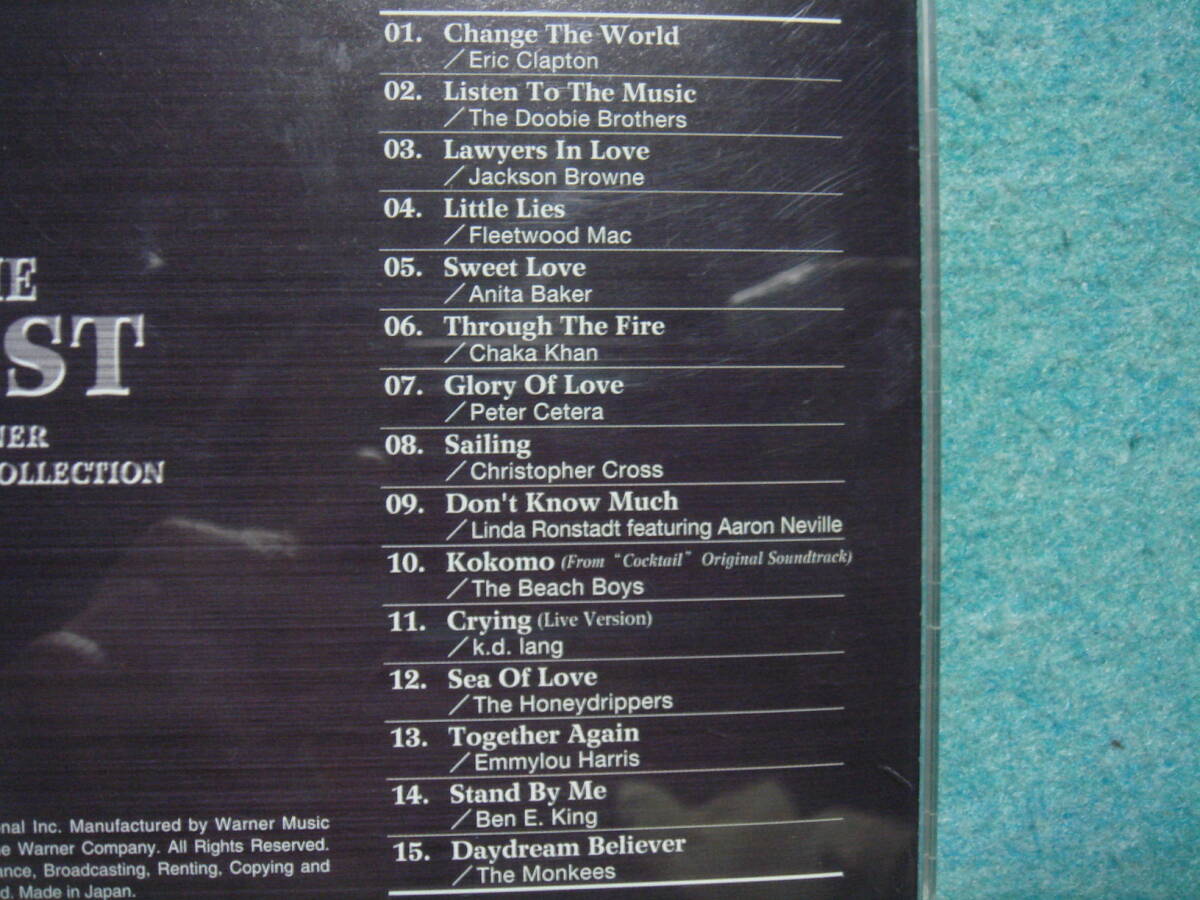 01. Change The World
／Eric Clapton
02. Listen To The Music
／The Doobie Brothers
03. Lawyers In Love
／Jackson Browne
04. Little Lies
／Fleetwood Mac
05. Sweet Love
／Anita Baker
06. Through The Fire
／Chaka Khan
07. Glory Of Love
／Peter Cetera
08. Sailing
／Christopher Cross
09. Don't Know Much
／Linda Ronstadt featuring Aaron Neville
10. Kokomo (From "Cocktail" Original Soundtrack)
／The Beach Boys
11. Crying (Live Version)
／k.d. lang
12. Sea Of Love
／The Honeydrippers
13. Together Again
／Emmylou Harris
14. Stand By Me
／Ben E. King
15. Daydream Believer
／The Monkees
ST
OLLECTION
Inc. Manufactured by Warner Music
Warner Company. All Rights Reserved.
Broadcasting, Renting, Copying and
Made in Japan.